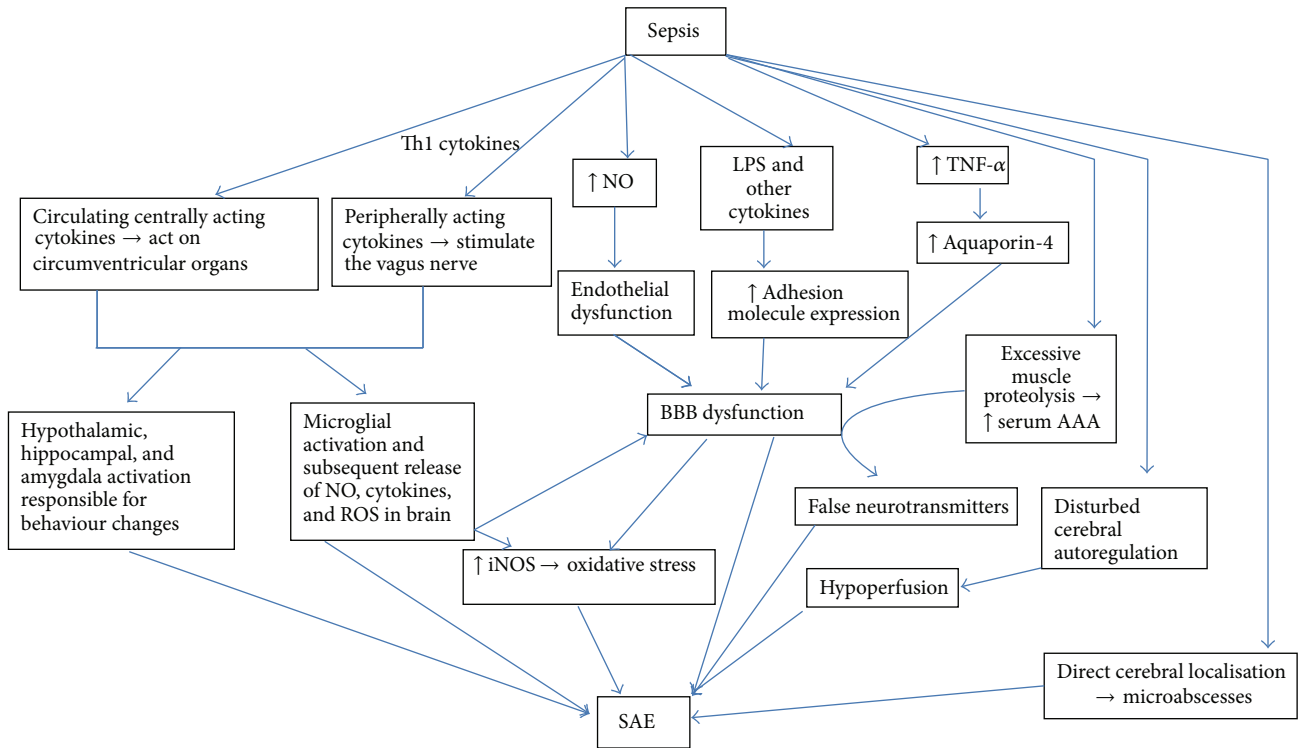 Sepsis
Th1 cytokines
Circulating centrally acting
cytokines → act on
circumventricular organs
Peripherally acting
cytokines → stimulate
the vagus nerve
↑ NO
LPS and
other
cytokines
↑ TNF-α
↑ Aquaporin-4
Endothelial
dysfunction
↑ Adhesion
molecule expression
Excessive
muscle
proteolysis →
↑ serum AAA
BBB dysfunction
Hypothalamic,
hippocampal, and
amygdala activation
responsible for
behaviour changes
Microglial
activation and
subsequent release
of NO, cytokines,
and ROS in brain
False neurotransmitters
Disturbed
cerebral
autoregulation
↑ iNOS → oxidative stress
Hypoperfusion
Direct cerebral localisation
→ microabscesses
SAE